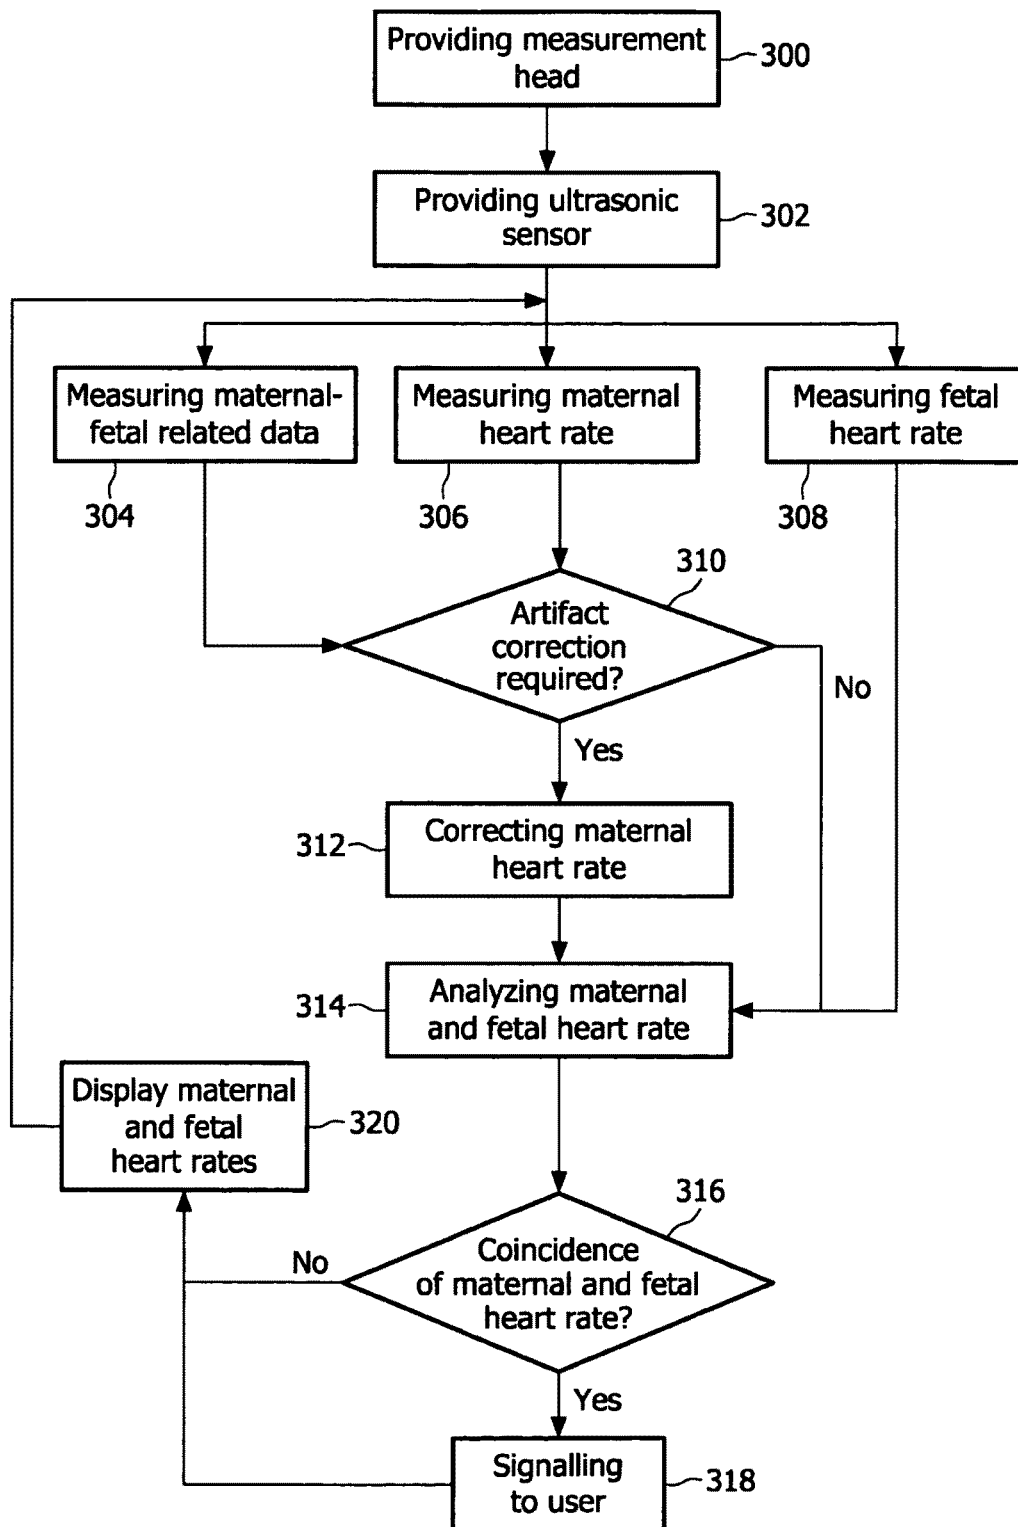 Providing measurement
head
300
Providing ultrasonic
sensor
302
Measuring maternal-
fetal related data
304
Measuring maternal
heart rate
306
Measuring fetal
heart rate
308
310
Artifact
correction
required?
No
Yes
312
Correcting maternal
heart rate
314
Analyzing maternal
and fetal heart rate
Display maternal
and fetal
heart rates
320
316
Coincidence
of maternal and fetal
heart rate?
No
Yes
Signalling
to user
318